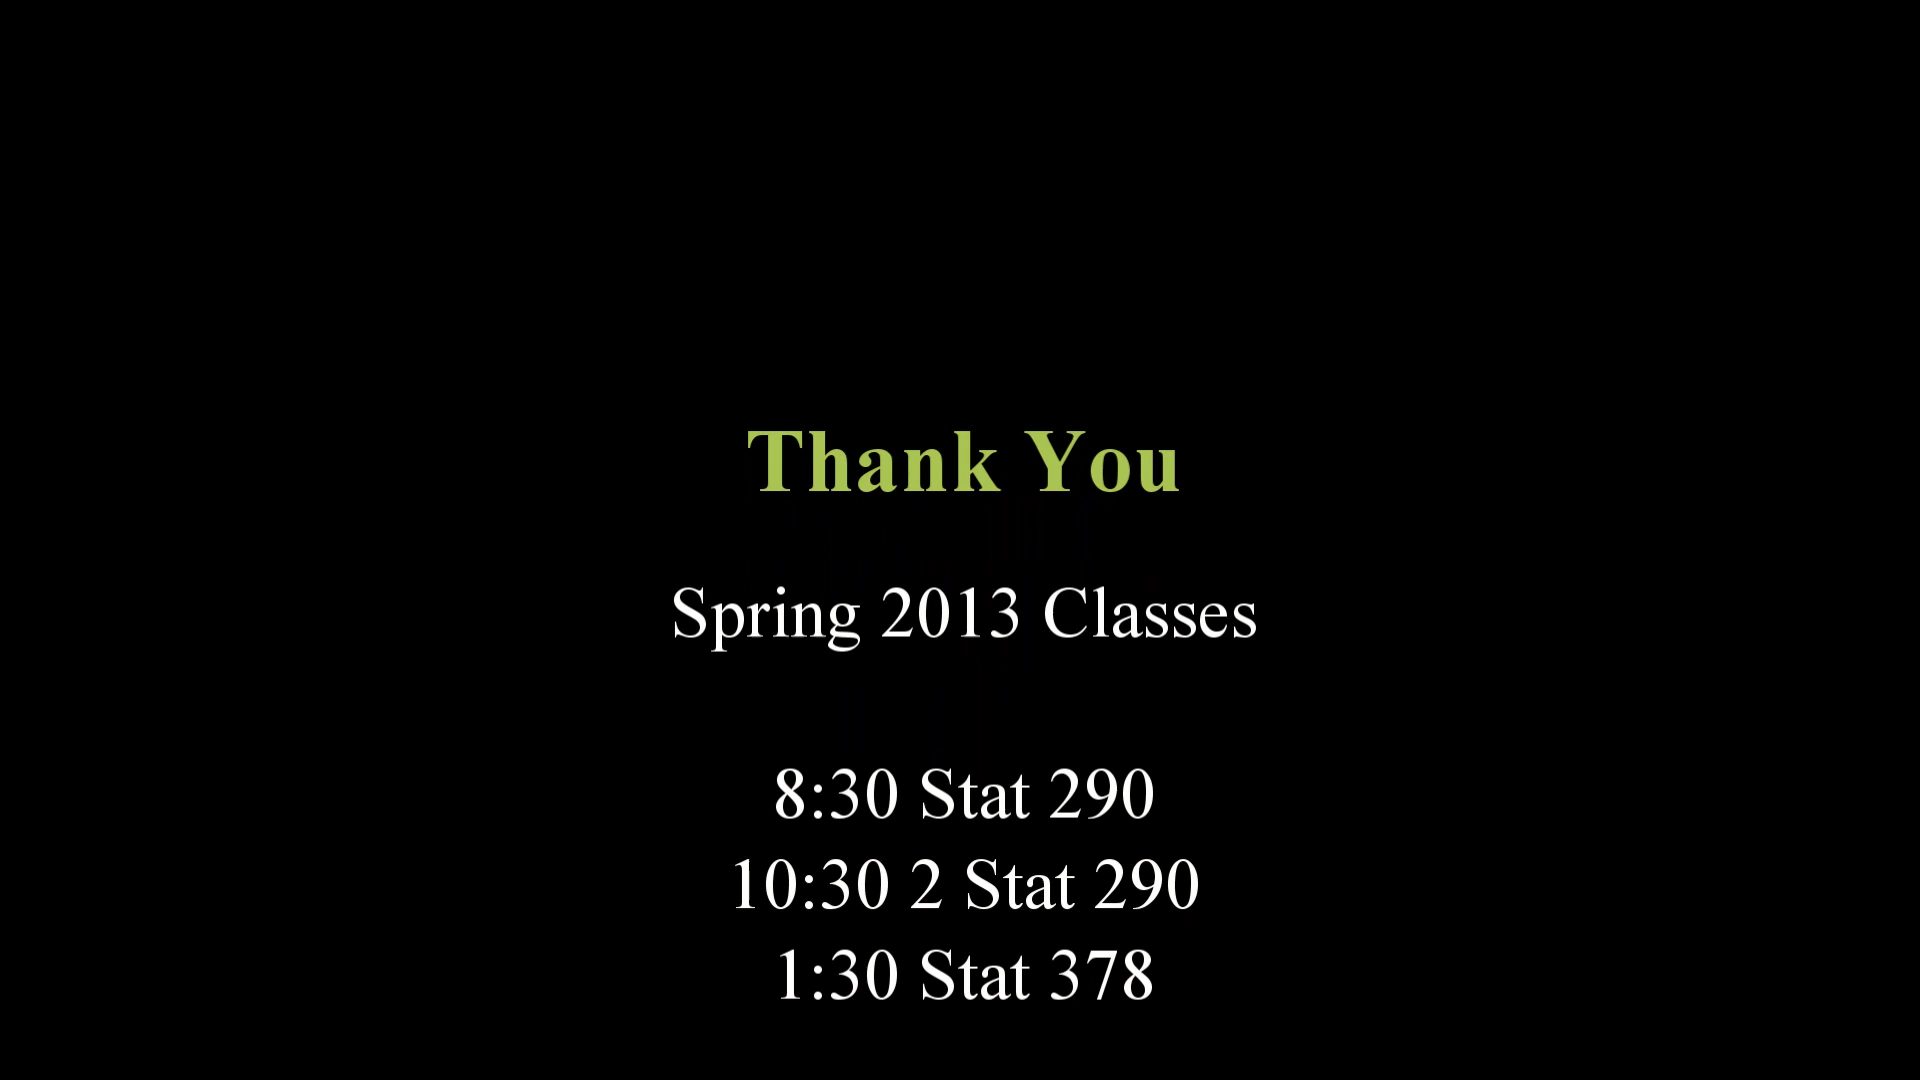 Thank You
Spring 2013 Classes
8:30 Stat 290
10:30 2 Stat 290
1:30 Stat 378